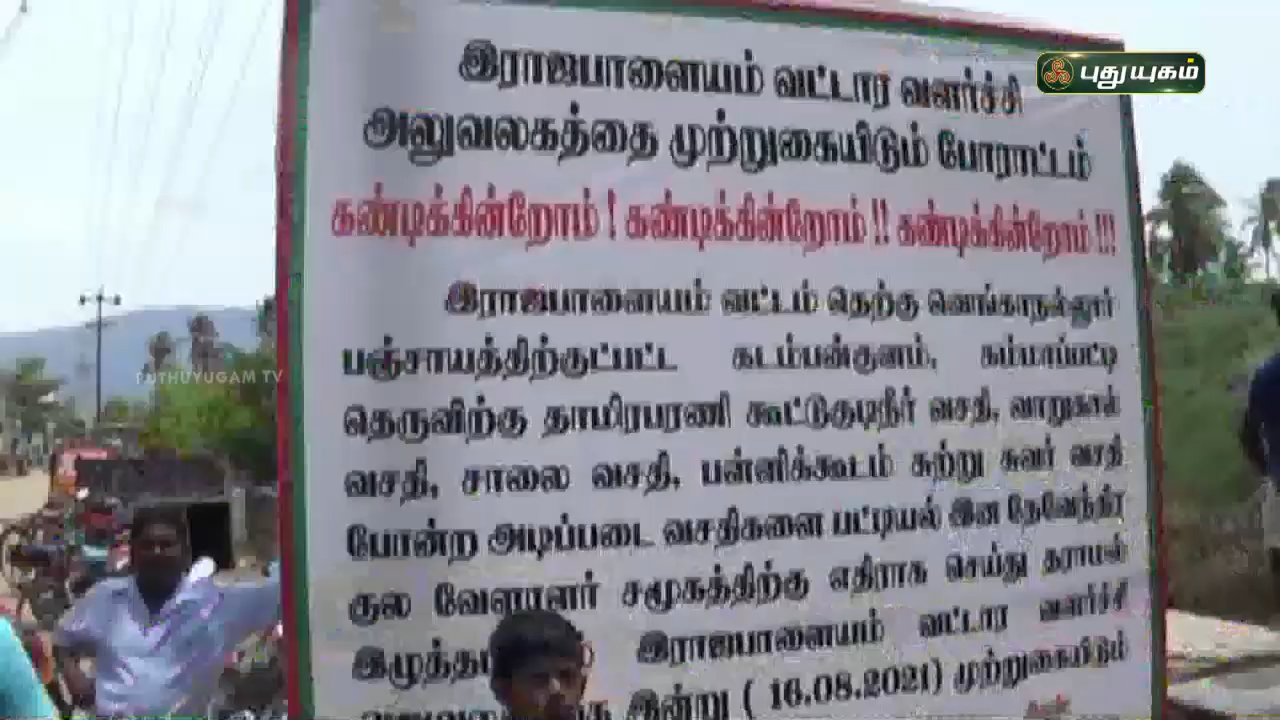 புதுயுகம்
இராஜபாளையம் வட்டார வளர்ச்சி
அலுவலகத்தை முற்றுகையிடும் போராட்டம்
கண்டிக்கின்றோம் ! கண்டிக்கின்றோம் !! கண்டிக்கின்றோம் !!!
இராஜபாளையம் வட்டம் தெற்கு வெங்காநல்லூர்
பஞ்சாயத்திற்குட்பட்ட கடம்பன்குளம், கம்மாப்பட்டி
தெருவிற்கு தாமிரபரணி கூட்டுகுடிநீர் வசதி, வாறுகால்
வசதி, சாலை வசதி, பள்ளிக்கூடம் சுற்று சுவர் வசதி
போன்ற அடிப்படை வசதிகளை பட்டியல் இன தேவேந்திர
குல வேளாளர் சமூகத்திற்கு எதிராக செய்து தராமல்
இராஜபாளையம் வட்டார வளர்ச்சி
இன்று ( 16.08.2021) முற்றுகையிடும்
PUTHUYUGAM TV